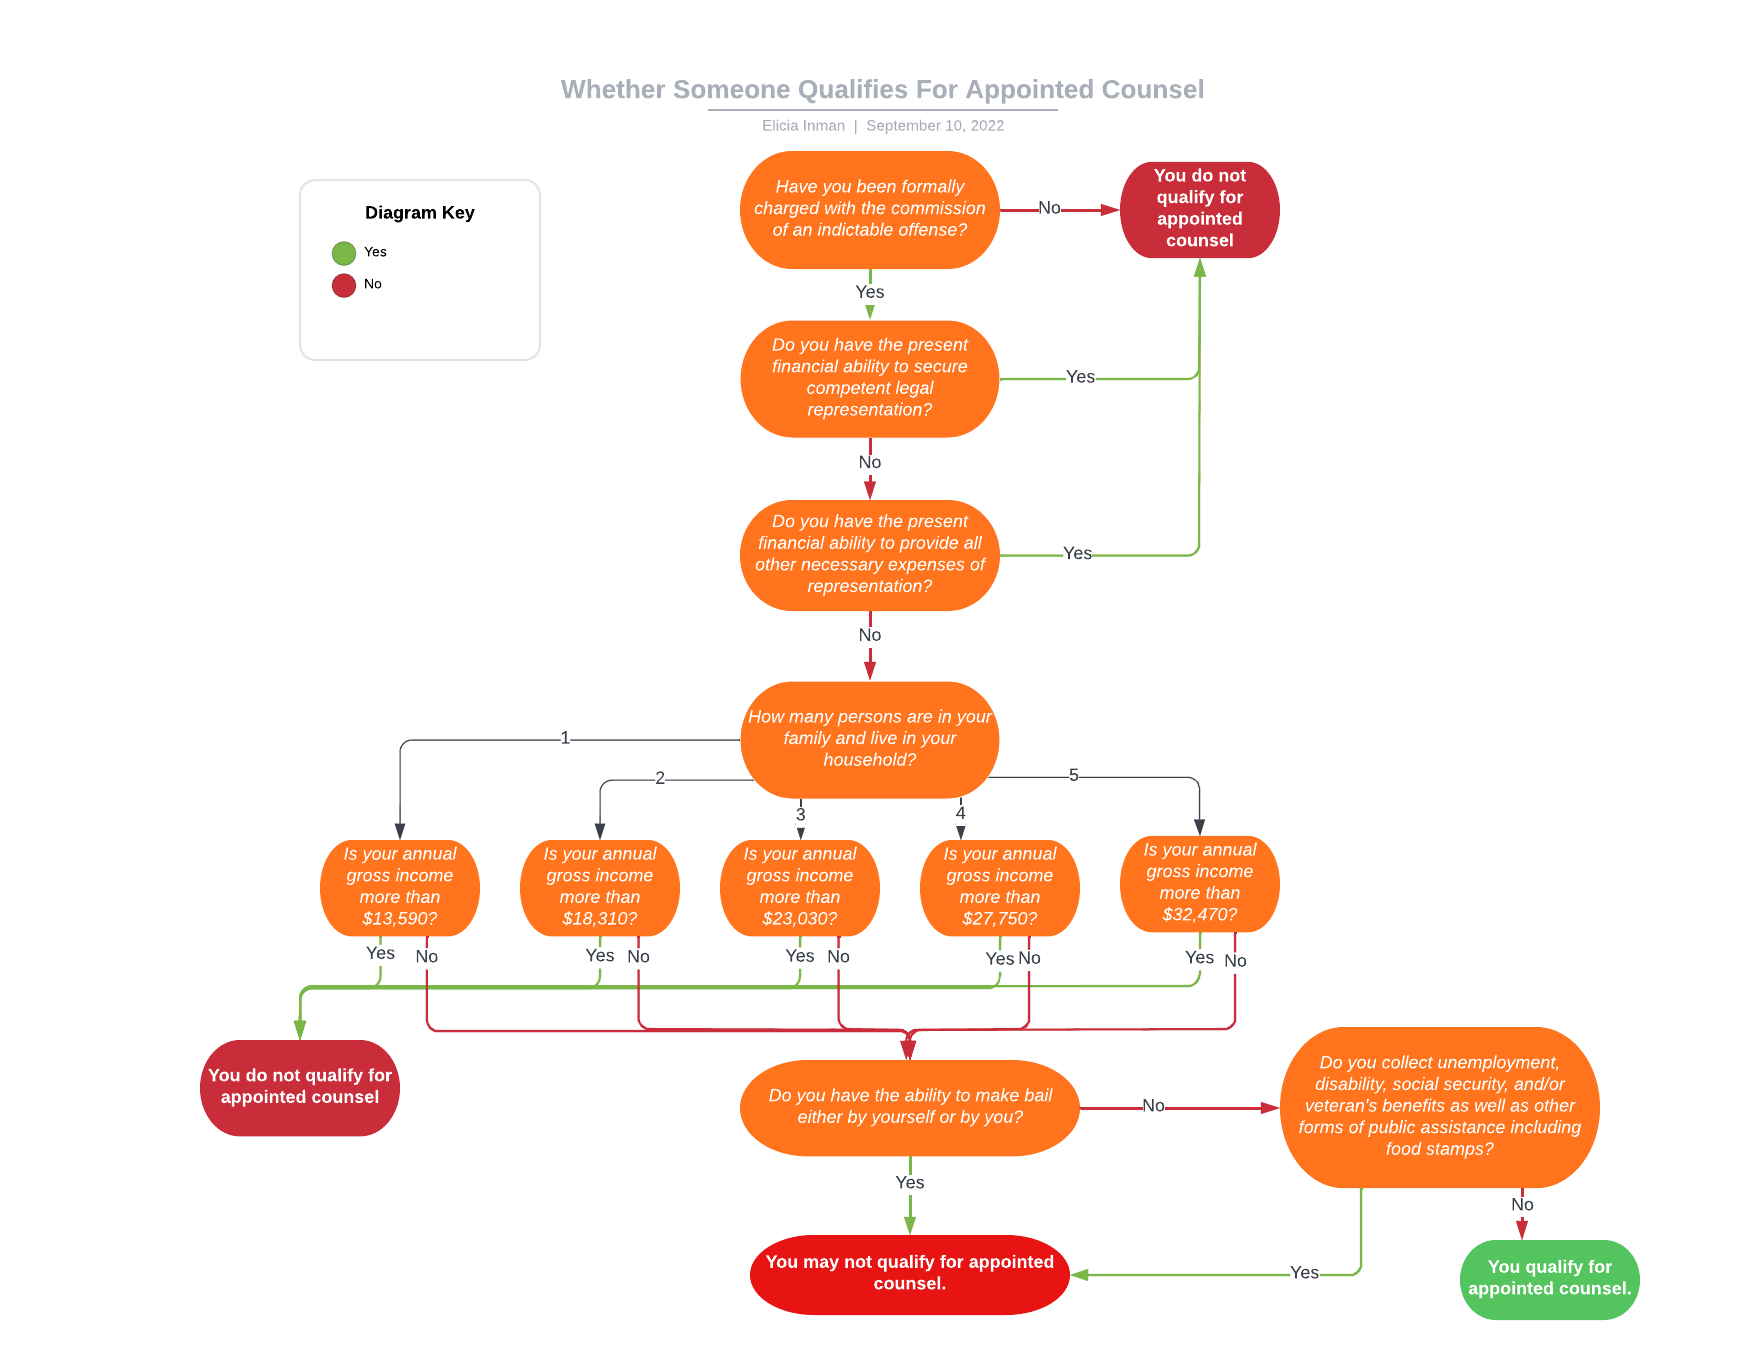 Whether Someone Qualifies For Appointed Counsel
Elicia Inman | September 10, 2022
Diagram Key
Yes
No
Have you been formally
charged with the commission
of an indictable offense?
No
You do not
qualify for
appointed
counsel
Yes
Do you have the present
financial ability to secure
competent legal
representation?
Yes
No
Do you have the present
financial ability to provide all
other necessary expenses of
representation?
Yes
No
How many persons are in your
family and live in your
household?
1
2
3
4
5
Is your annual
gross income
more than
$13,590?
Is your annual
gross income
more than
$18,310?
Is your annual
gross income
more than
$23,030?
Is your annual
gross income
more than
$27,750?
Is your annual
gross income
more than
$32,470?
Yes
No
Yes
No
Yes
No
Yes
No
Yes
No
You do not qualify for
appointed counsel
Do you have the ability to make bail
either by yourself or by you?
No
Do you collect unemployment,
disability, social security, and/or
veteran's benefits as well as other
forms of public assistance including
food stamps?
Yes
No
You may not qualify for appointed
counsel.
Yes
You qualify for
appointed counsel.